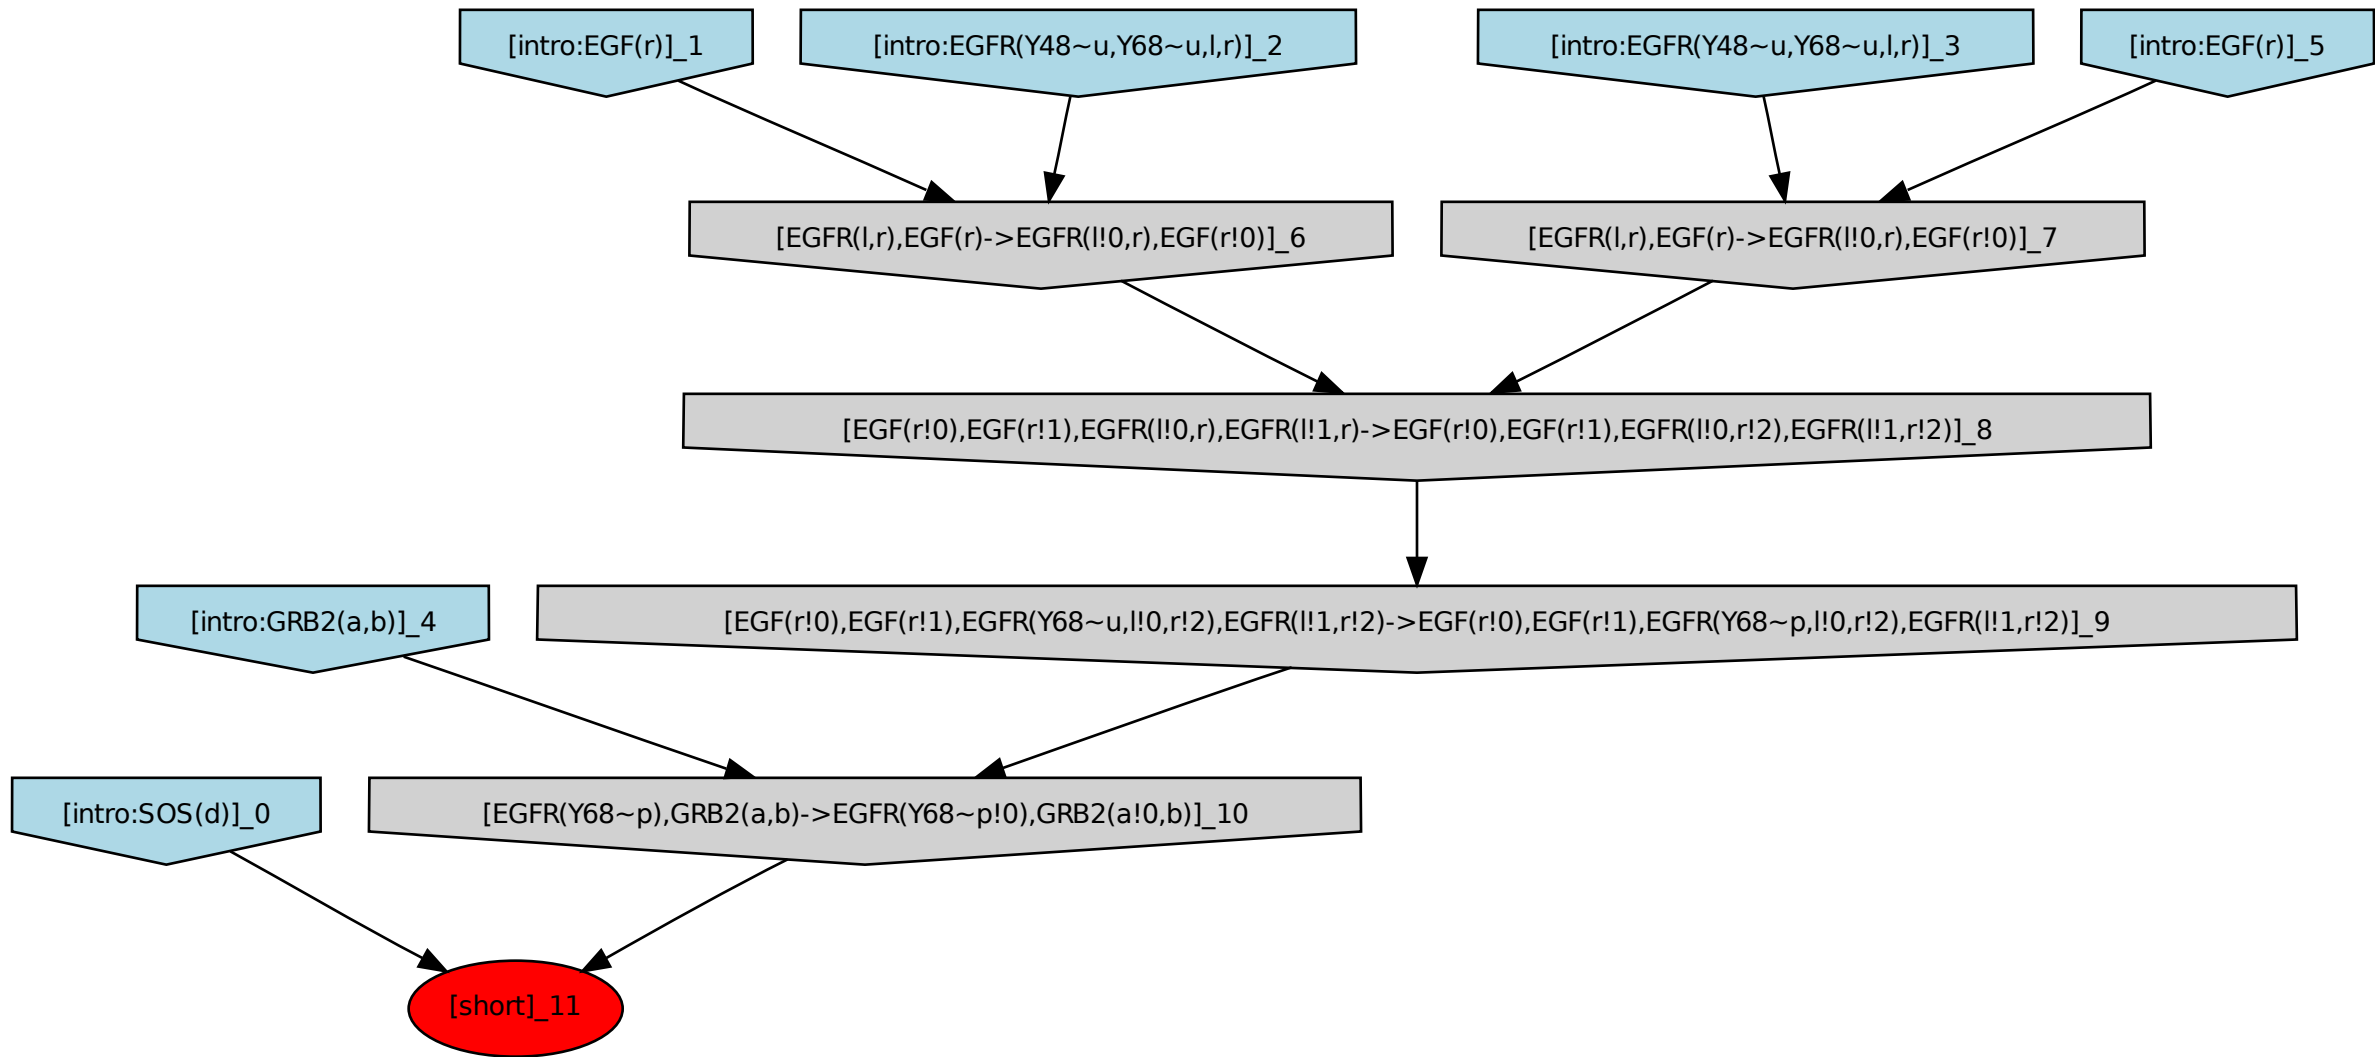 [intro:EGF(r)]_1
[intro:EGFR(Y48~u,Y68~u,l,r)]_2
[intro:EGFR(Y48~u,Y68~u,l,r)]_3
[intro:EGF(r)]_5
[EGFR(l,r),EGF(r)->EGFR(l!0,r),EGF(r!0)]_6
[EGFR(l,r),EGF(r)->EGFR(l!0,r),EGF(r!0)]_7
[EGF(r!0),EGF(r!1),EGFR(l!0,r),EGFR(l!1,r)->EGF(r!0),EGF(r!1),EGFR(l!0,r!2),EGFR(l!1,r!2)]_8
[intro:GRB2(a,b)]_4
[EGF(r!0),EGF(r!1),EGFR(Y68~u,l!0,r!2),EGFR(l!1,r!2)->EGF(r!0),EGF(r!1),EGFR(Y68~p,l!0,r!2),EGFR(l!1,r!2)]_9
[intro:SOS(d)]_0
[EGFR(Y68~p),GRB2(a,b)->EGFR(Y68~p!0),GRB2(a!0,b)]_10
[short]_11